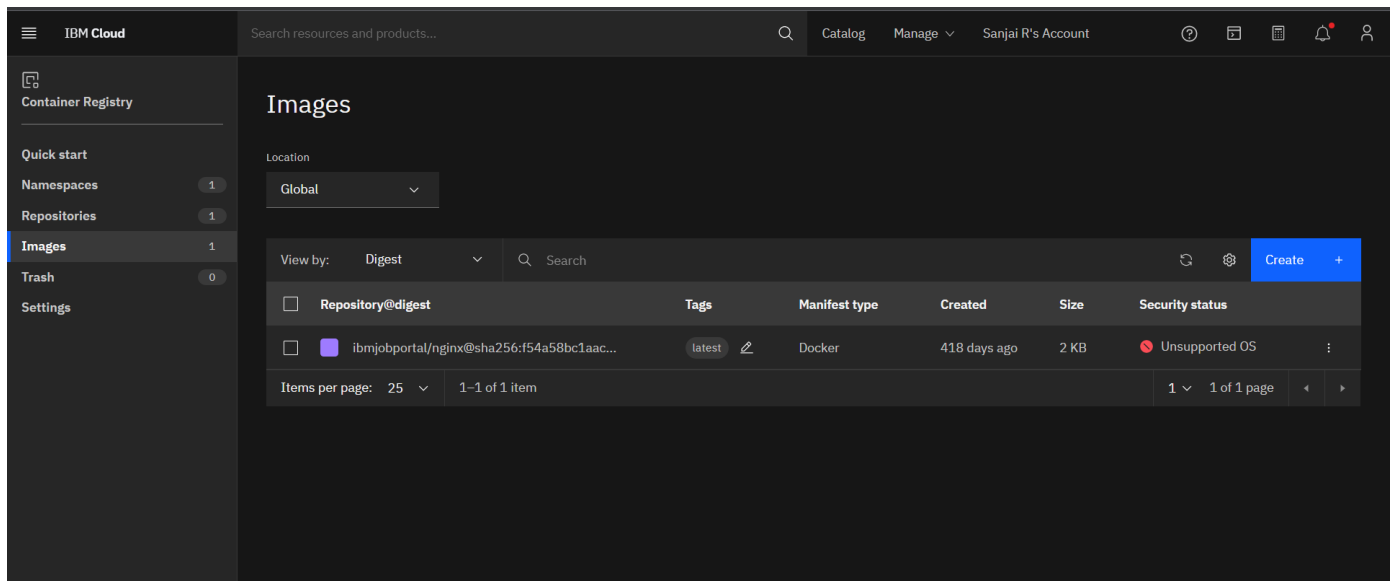 IBM Cloud
Search resources and products...
Catalog
Manage
Sanjai R's Account
Container Registry
Quick start
Namespaces 1
Repositories 1
Images 1
Trash 0
Settings
Images
Location
Global
View by: Digest
Search
Create +
Repository@digest Tags Manifest type Created Size Security status
ibmjobportal/nginx@sha256:f54a58bc1aac... latest Docker 418 days ago 2 KB Unsupported OS
Items per page: 25 1–1 of 1 item 1 1 of 1 page